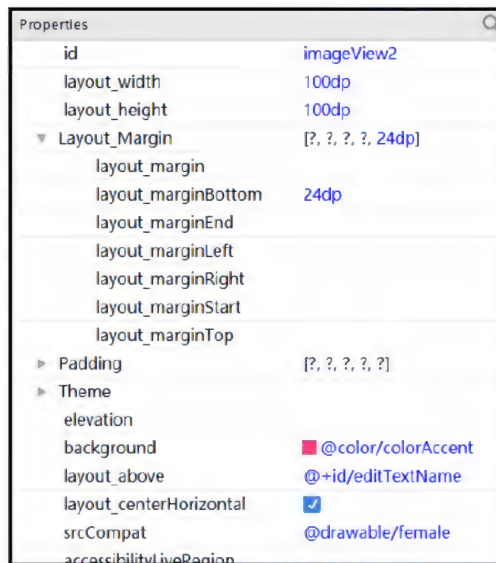 Properties
id imageView2
layout_width 100dp
layout_height 100dp
Layout_Margin [?, ?, ?, ?, 24dp]
layout_margin
layout_marginBottom 24dp
layout_marginEnd
layout_marginLeft
layout_marginRight
layout_marginStart
layout_marginTop
Padding [?, ?, ?, ?, ?]
Theme
elevation
background @color/colorAccent
layout_above @+id/editTextName
layout_centerHorizontal
srcCompat @drawable/female
accessibilityLiveRegion